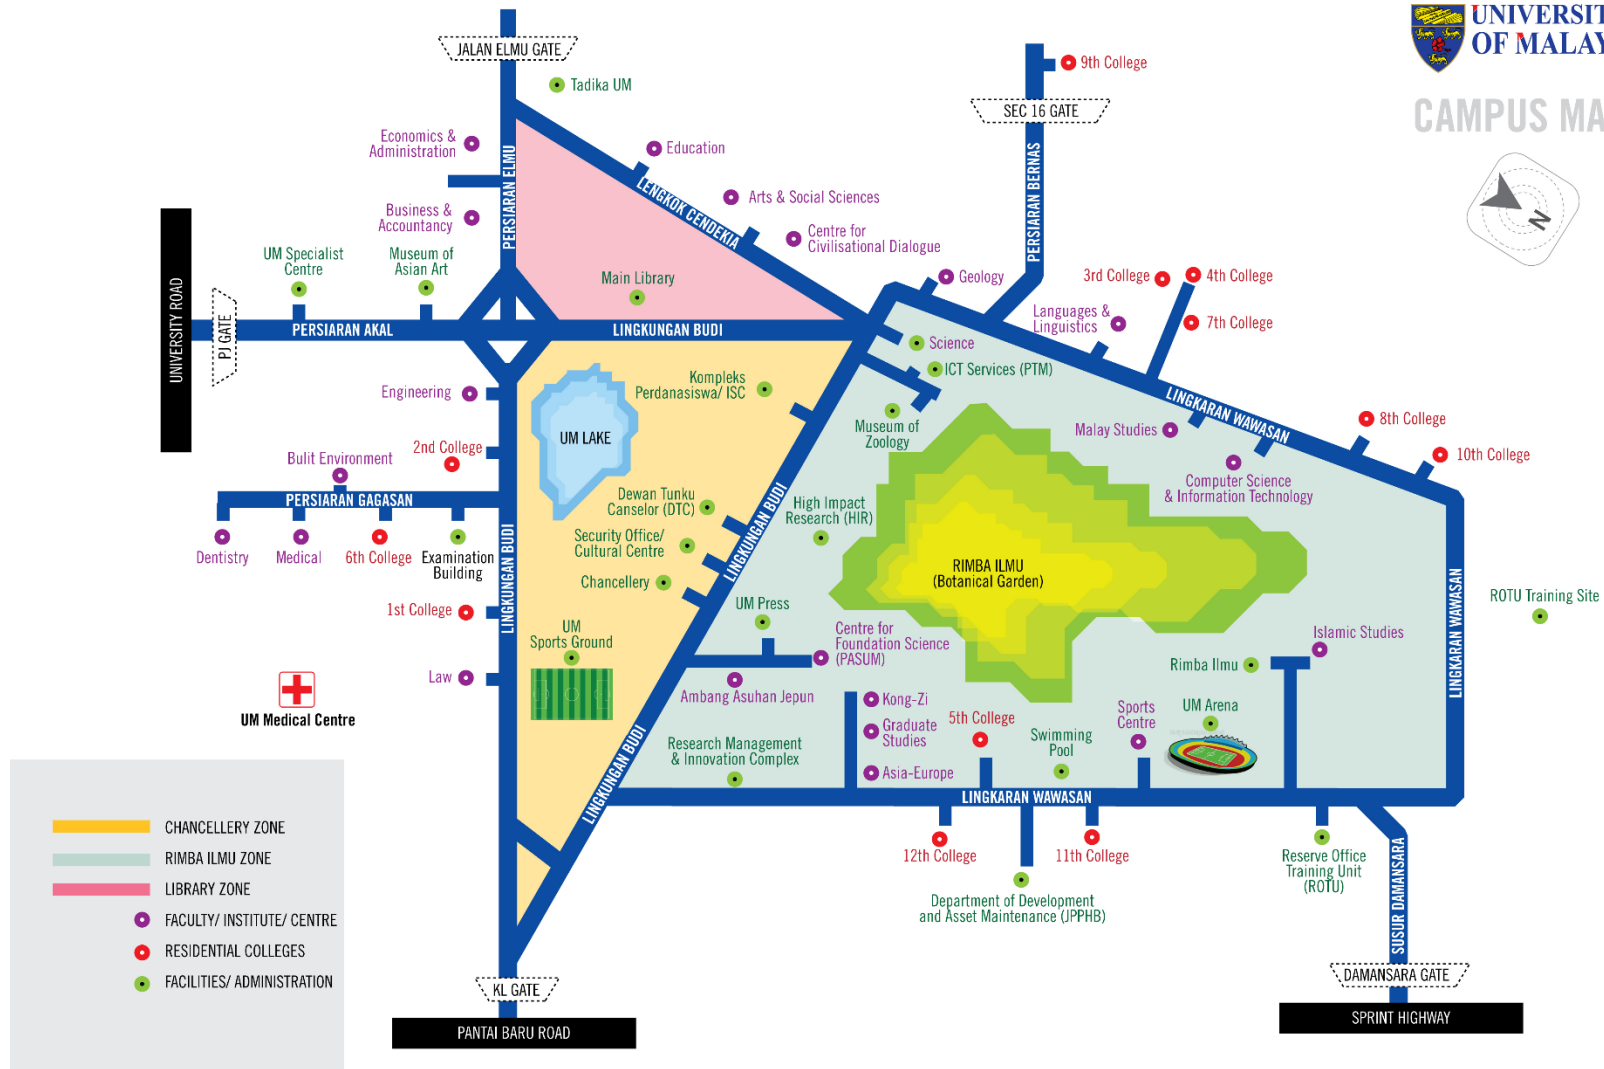 UNIVERSIT
OF MALAY
CAMPUS MA
N
JALAN ELMU GATE
Tadika UM
9th College
SEC 16 GATE
PERSIARAN BERNAS
Economics &
Administration
PERSIARAN ELMU
Education
LENGKOK CENDEKIA
Arts & Social Sciences
Centre for
Civilisational Dialogue
Business &
Accountancy
UM Specialist
Centre
Museum of
Asian Art
Main Library
Geology
3rd College
4th College
7th College
Languages &
Linguistics
UNIVERSITY ROAD
PJ GATE
PERSIARAN AKAL
LINGKUNGAN BUDI
Science
ICT Services (PTM)
Kompleks
Perdanasiswa/ ISC
Engineering
UM LAKE
Museum of
Zoology
Malay Studies
LINGKARAN WAWASAN
8th College
10th College
Computer Science
& Information Technology
2nd College
Bulit Environment
PERSIARAN GAGASAN
Dentistry
Medical
6th College
Examination
Building
LINGKUNGAN BUDI
Dewan Tunku
Canselor (DTC)
Security Office/
Cultural Centre
Chancellery
LINGKUNGAN BUDI
High Impact
Research (HIR)
RIMBA ILMU
(Botanical Garden)
LINGKARAN WAWASAN
ROTU Training Site
1st College
UM
Sports Ground
UM Press
Centre for
Foundation Science
(PASUM)
Islamic Studies
Rimba Ilmu
Law
Ambang Asuhan Jepun
Kong-Zi
Graduate
Studies
Asia-Europe
5th College
Swimming
Pool
Sports
Centre
UM Arena
UM Medical Centre
Research Management
& Innovation Complex
LINGKUNGAN BUDI
LINGKARAN WAWASAN
12th College
11th College
Department of Development
and Asset Maintenance (JPPHB)
Reserve Office
Training Unit
(ROTU)
SUSUR DAMANSARA
CHANCELLERY ZONE
RIMBA ILMU ZONE
LIBRARY ZONE
FACULTY/ INSTITUTE/ CENTRE
RESIDENTIAL COLLEGES
FACILITIES/ ADMINISTRATION
KL GATE
PANTAI BARU ROAD
DAMANSARA GATE
SPRINT HIGHWAY